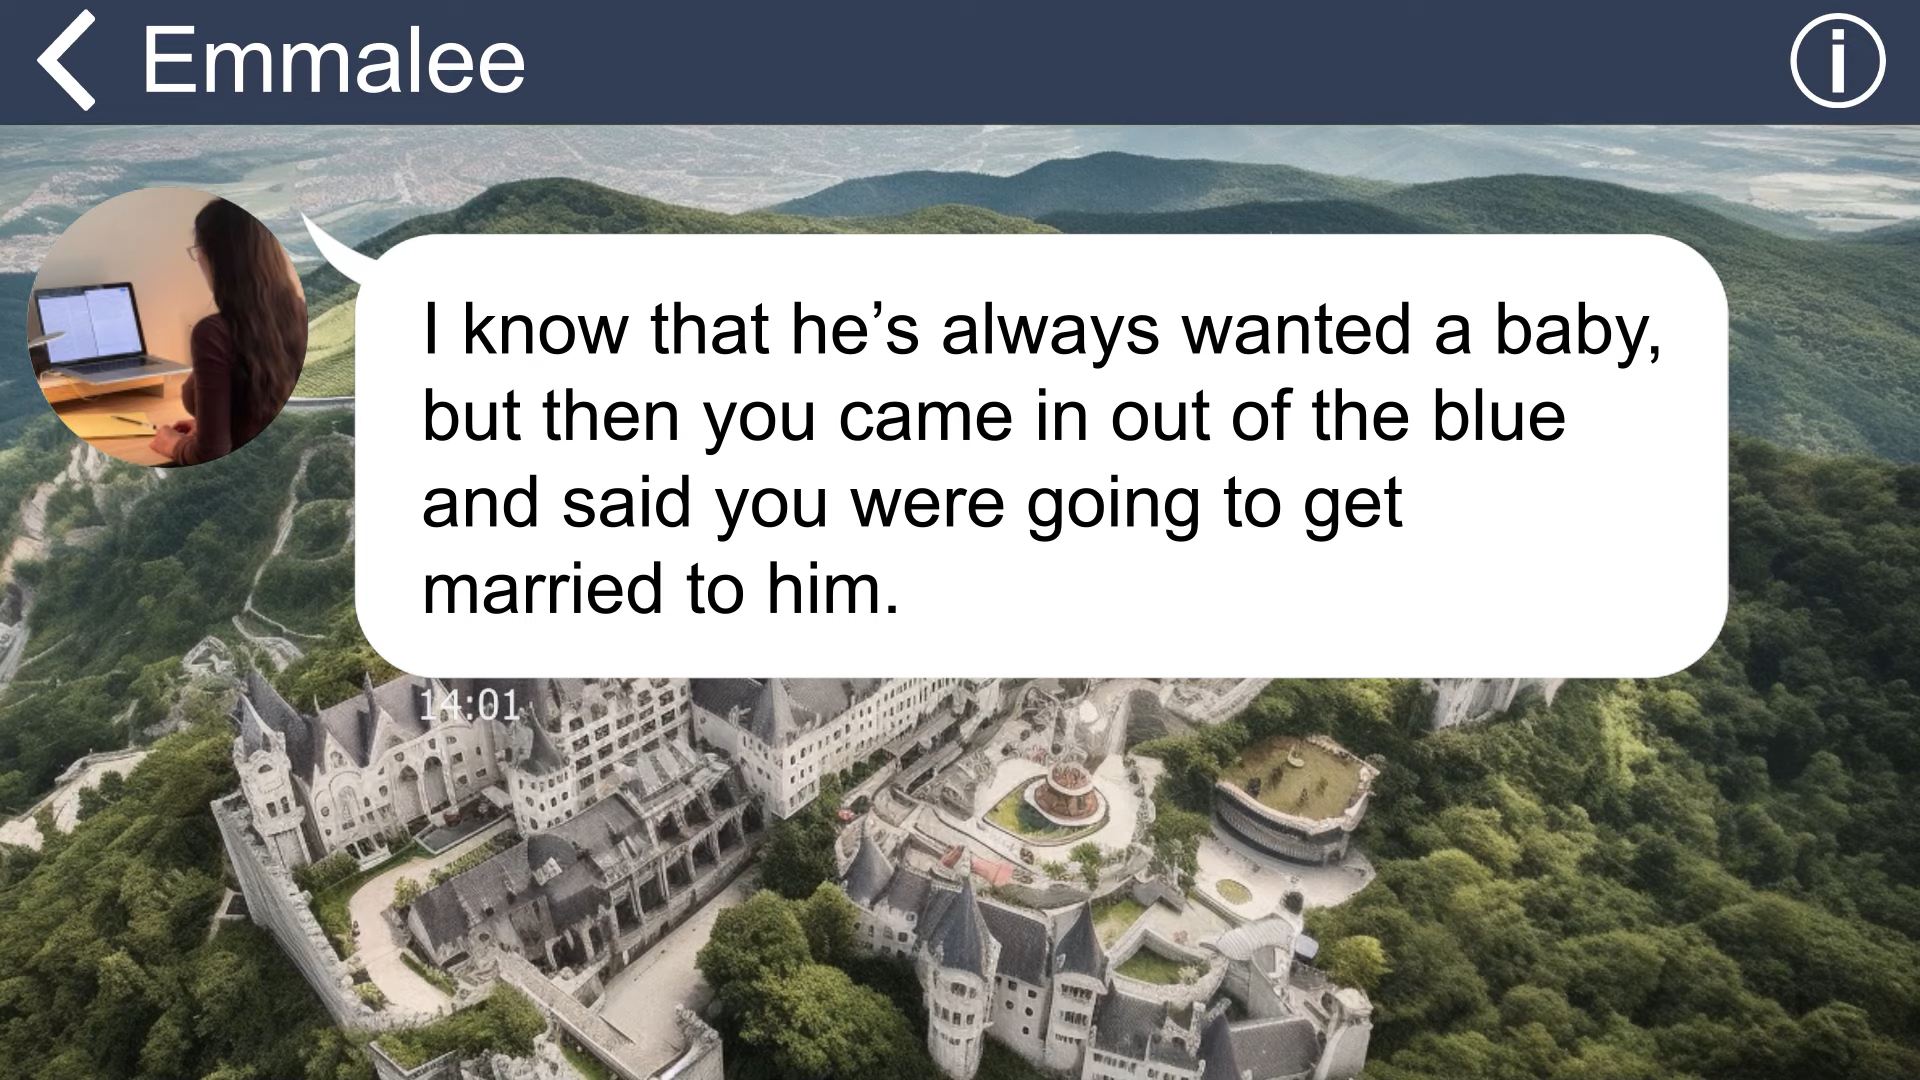 Emmalee
I know that he’s always wanted a baby,
but then you came in out of the blue
and said you were going to get
married to him.
14:01